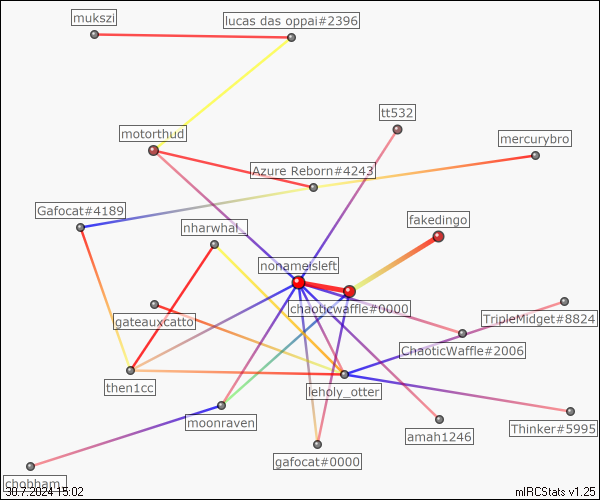 mukszi
lucas das oppai#2396
tt532
motorthud
mercurybro
Azure Reborn#4243
Gafocat#4189
fakedingo
nharwhal_
nonameisleft
chaoticwaffle#0000
TripleMidget#8824
gateauxcatto
ChaoticWaffle#2006
then1cc
leholy_otter
moonraven
Thinker#5995
amah1246
gafocat#0000
chobham_
30.7.2024 15:02
mIRCStats v1.25